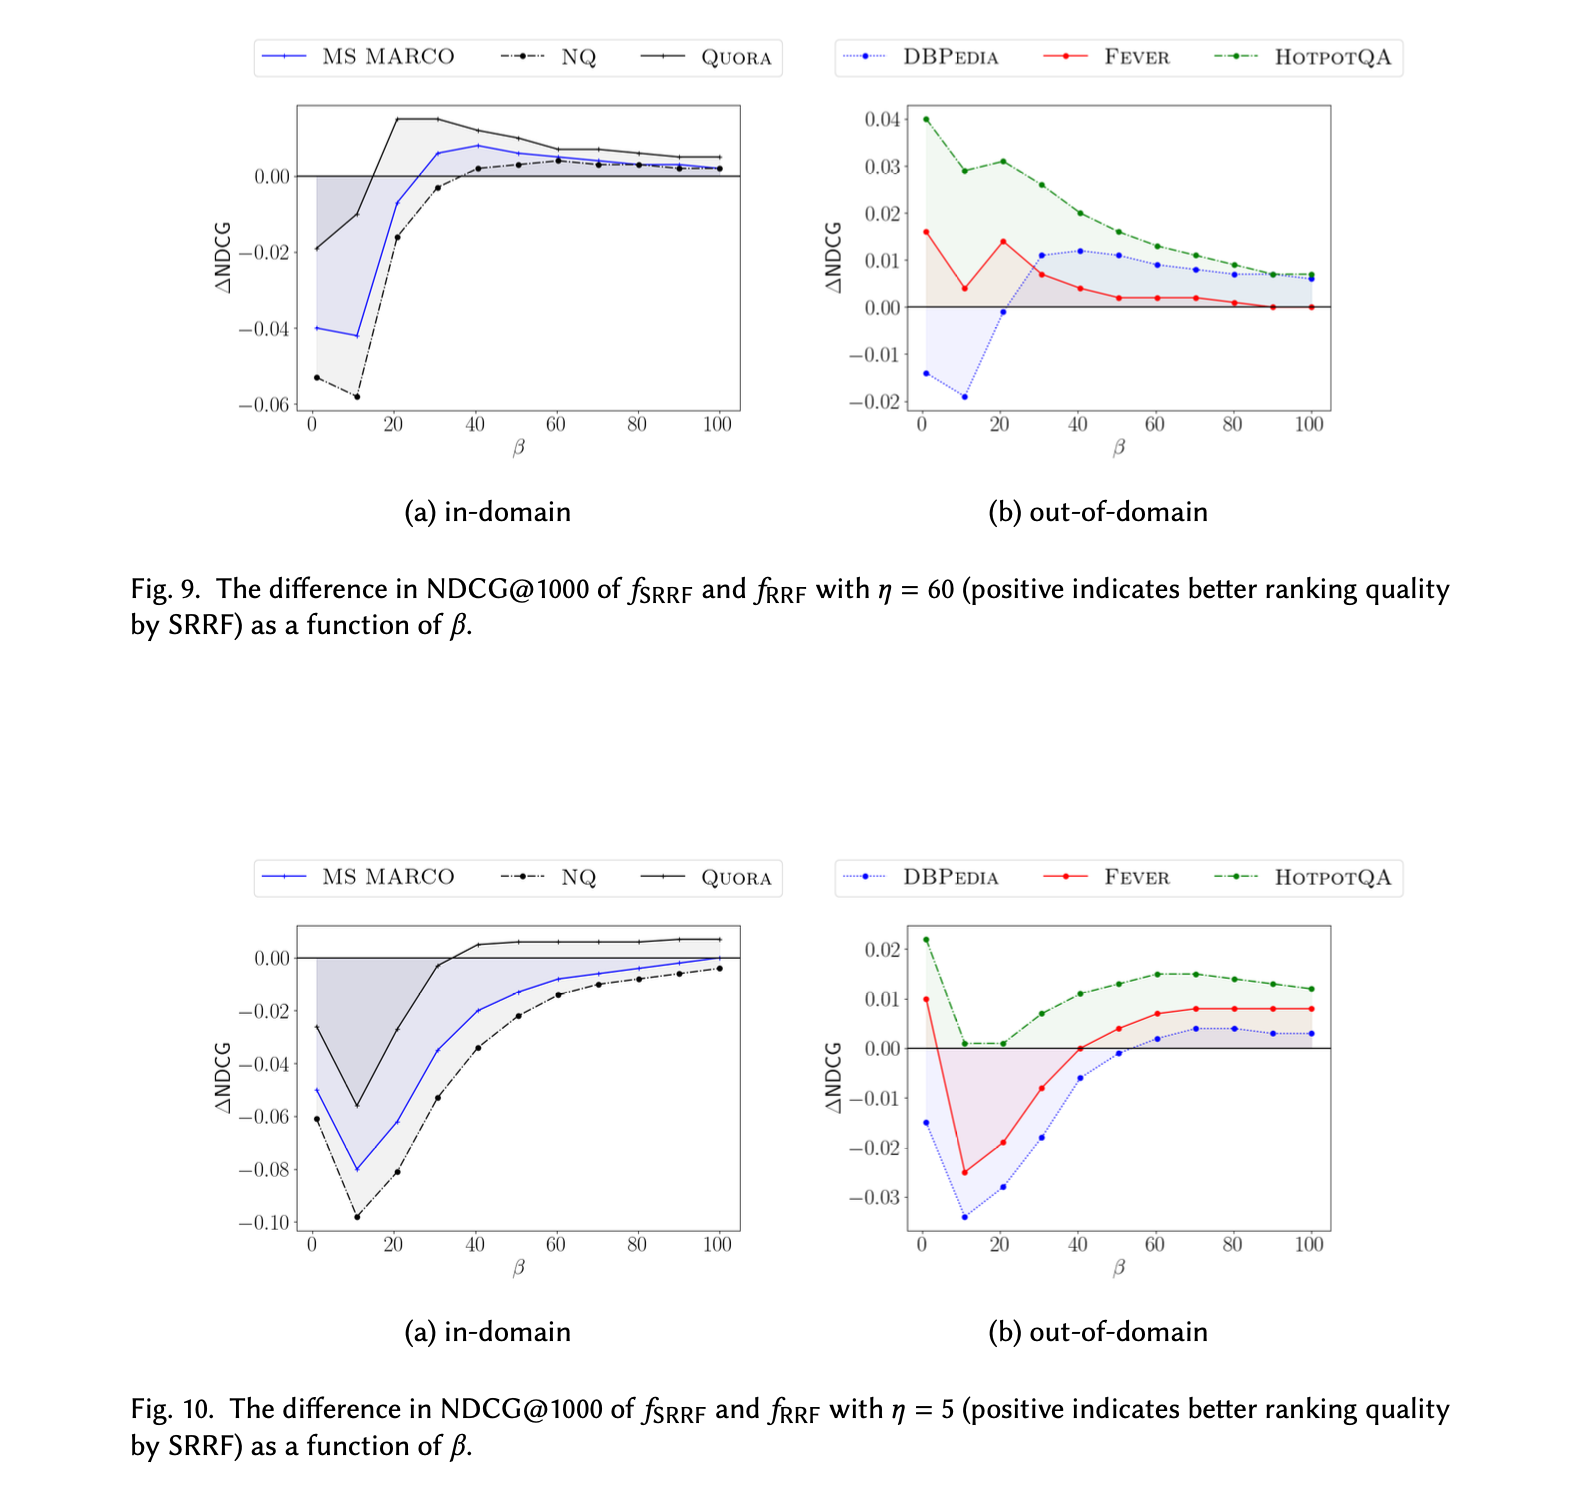 MS MARCO NQ QUORA
DBPEDIA FEVER HOTPOTQA
0.00
−0.02
−0.04
−0.06
ΔNDCG
0 20 40 60 80 100
β
0.04
0.03
0.02
0.01
0.00
−0.01
−0.02
ΔNDCG
0 20 40 60 80 100
β
(a) in-domain
(b) out-of-domain
Fig. 9. The difference in NDCG@1000 of fSRRF and fRRF with η = 60 (positive indicates better ranking quality
by SRRF) as a function of β.
MS MARCO NQ QUORA
DBPEDIA FEVER HOTPOTQA
0.00
−0.02
−0.04
−0.06
−0.08
−0.10
ΔNDCG
0 20 40 60 80 100
β
0.02
0.01
0.00
−0.01
−0.02
−0.03
ΔNDCG
0 20 40 60 80 100
β
(a) in-domain
(b) out-of-domain
Fig. 10. The difference in NDCG@1000 of fSRRF and fRRF with η = 5 (positive indicates better ranking quality
by SRRF) as a function of β.